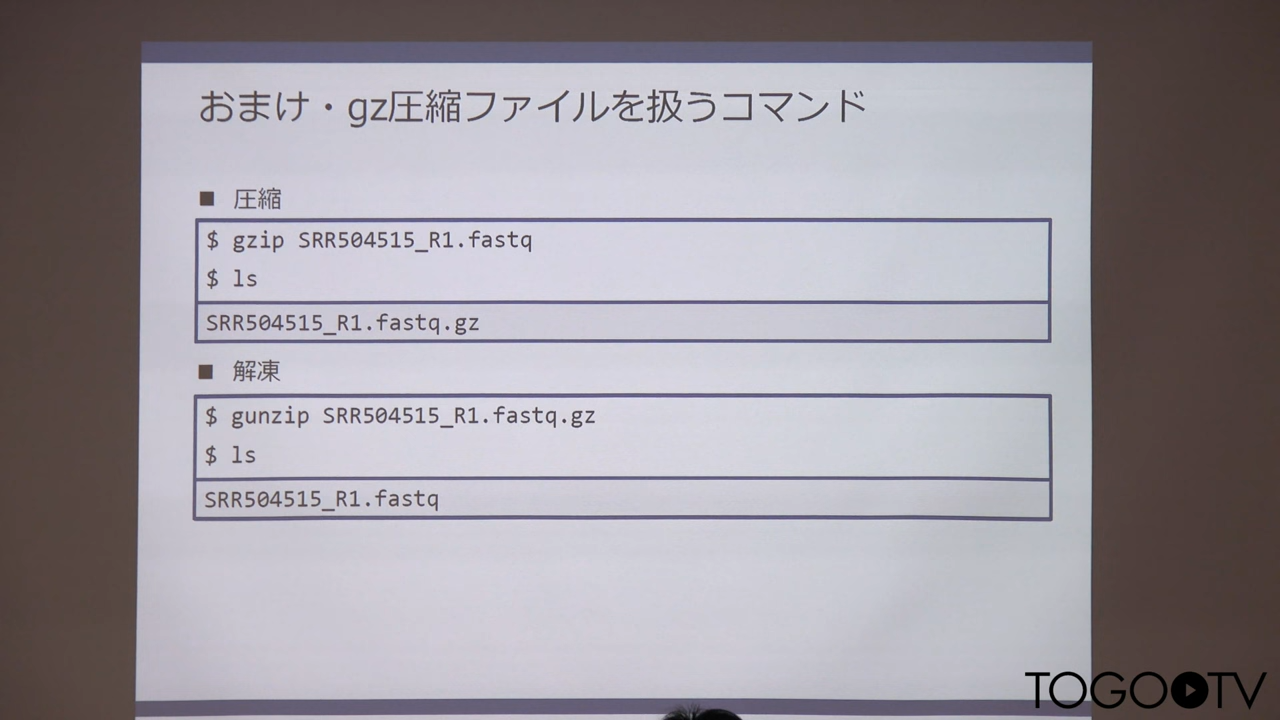 おまけ・gz圧縮ファイルを扱うコマンド
■ 圧縮
$ gzip SRR504515_R1.fastq
$ ls
SRR504515_R1.fastq.gz
■ 解凍
$ gunzip SRR504515_R1.fastq.gz
$ ls
SRR504515_R1.fastq
TOGOTV